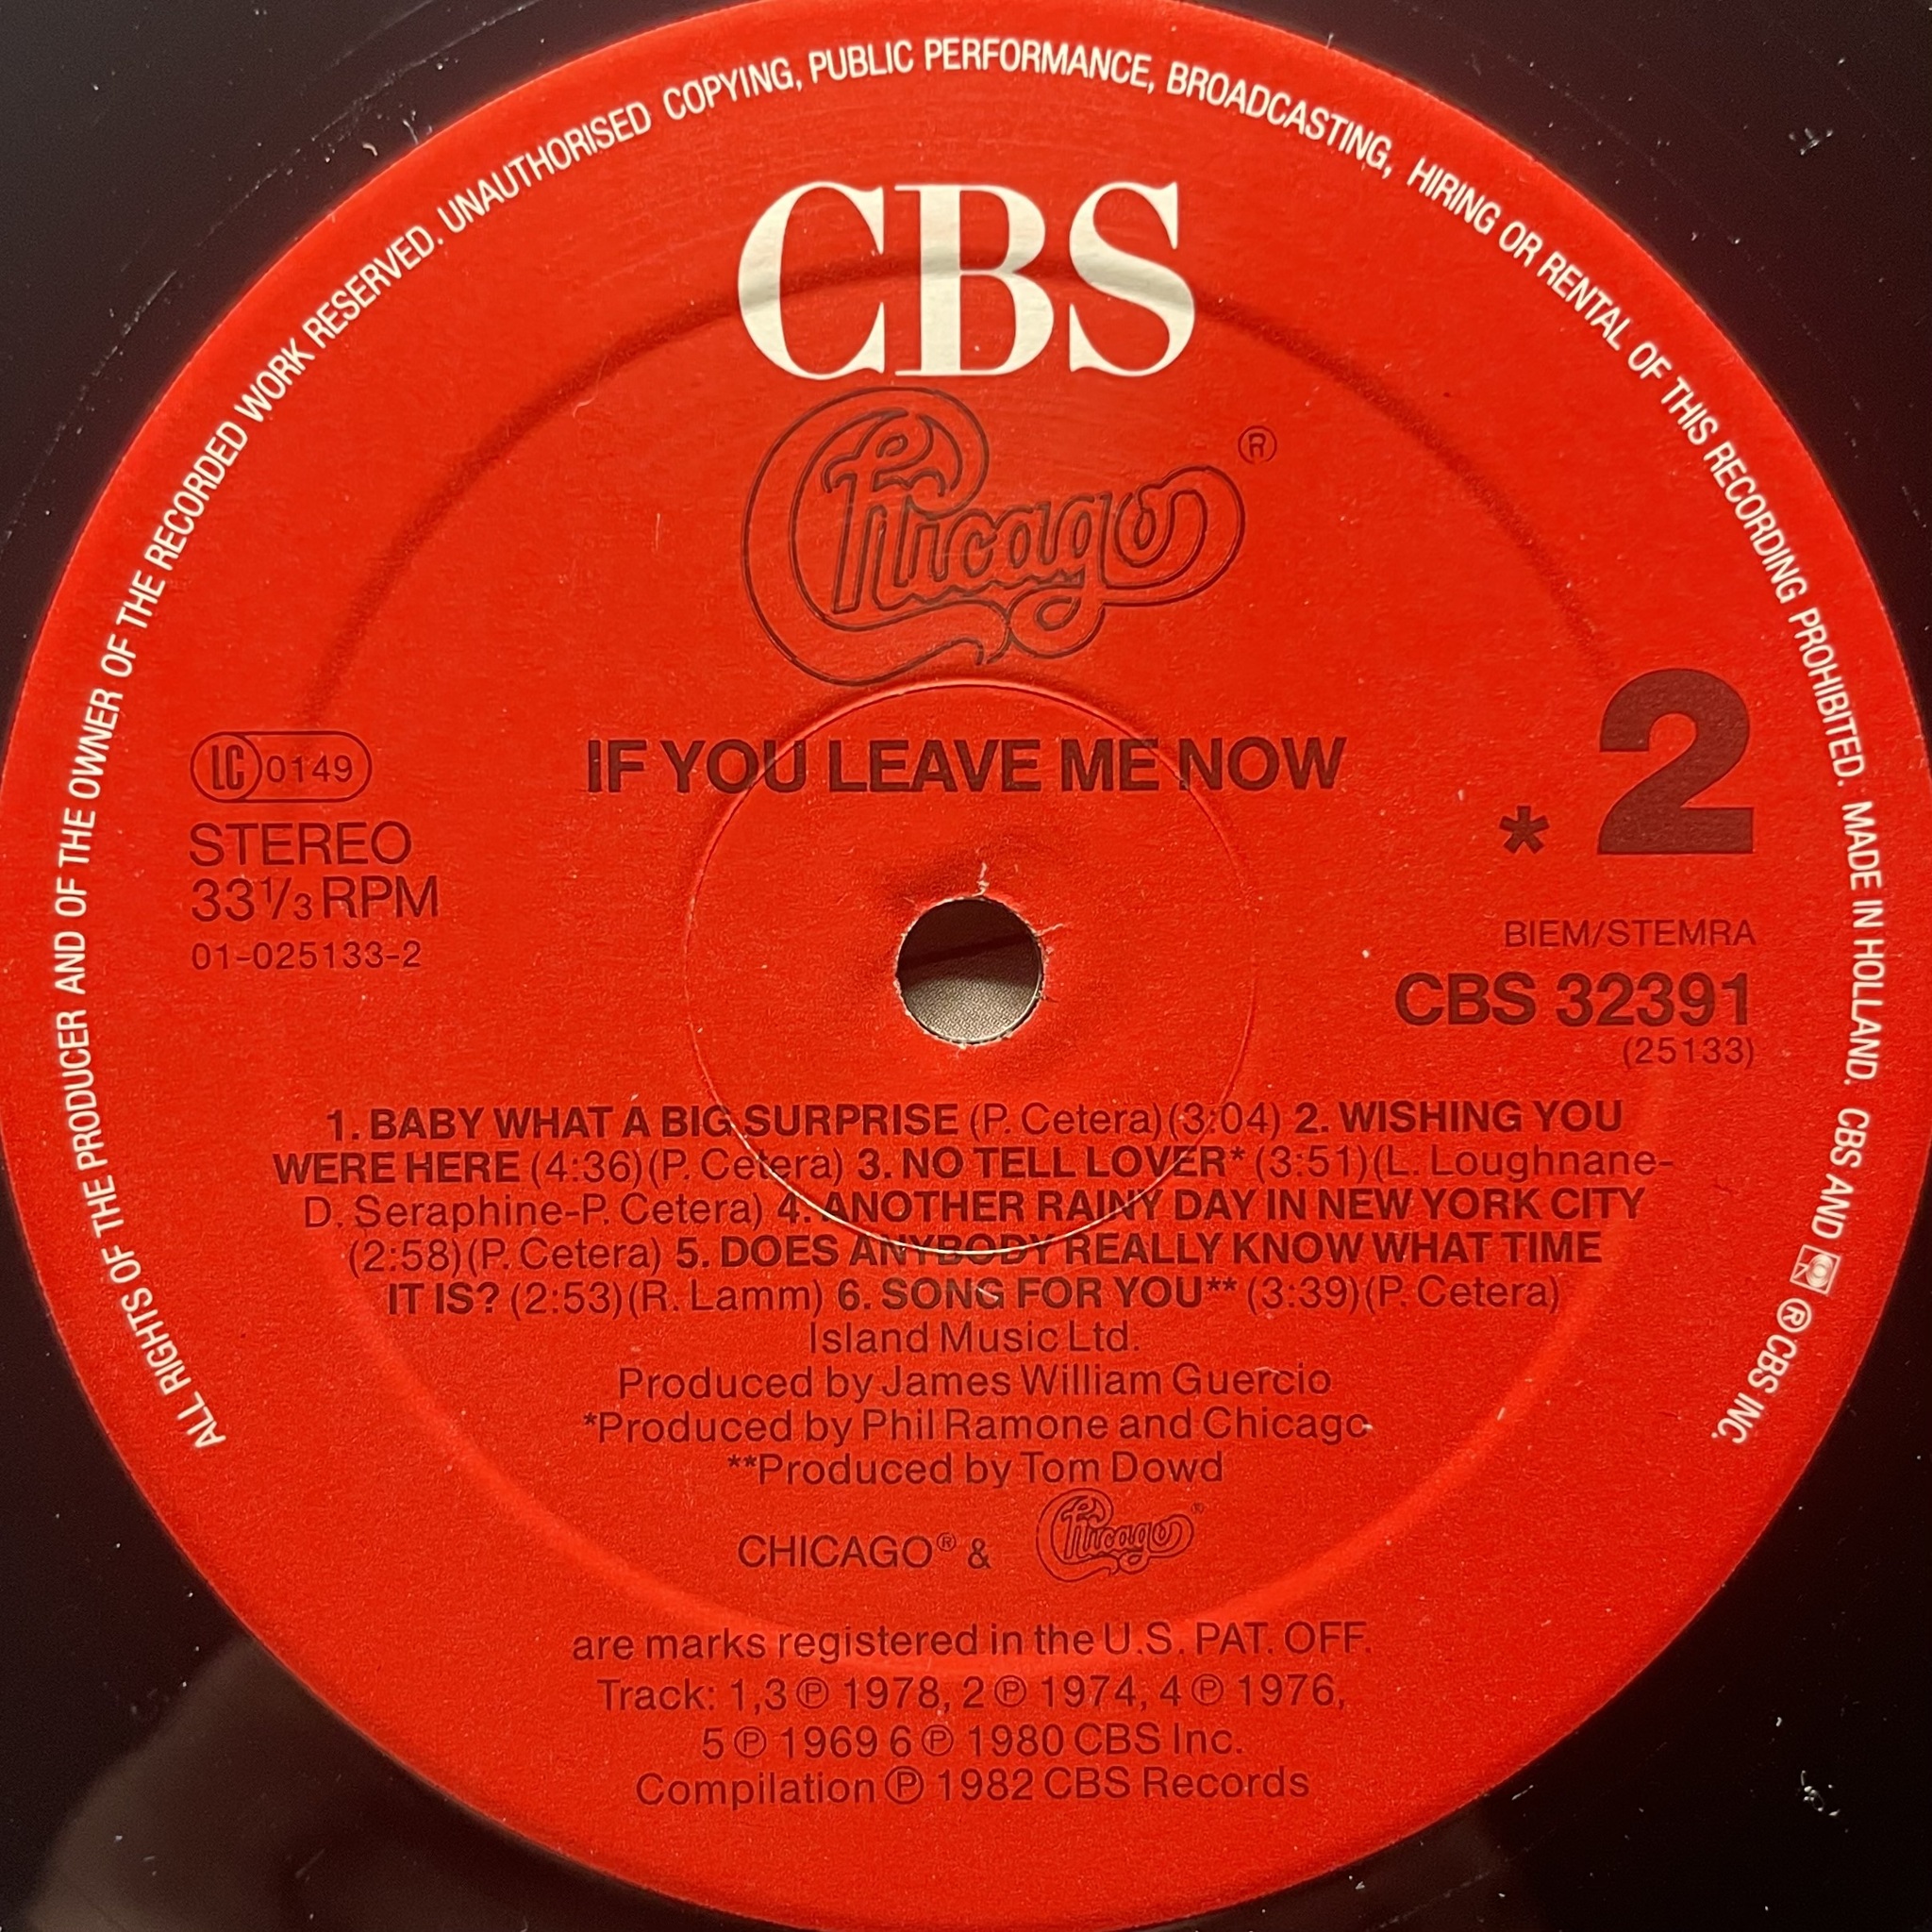 ALL RIGHTS OF THE PRODUCER AND OF THE OWNER OF THE RECORDED WORK RESERVED. UNAUTHORISED COPYING, PUBLIC PERFORMANCE, BROADCASTING, HIRING OR RENTAL OF THIS RECORDING PROHIBITED. MADE IN HOLLAND. CBS AND ® CBS INC.
CBS
Chicago ®
IF YOU LEAVE ME NOW
LC 0149
STEREO
33 1/3 RPM
01-025133-2
* 2
BIEM/STEMRA
CBS 32391
(25133)
1. BABY WHAT A BIG SURPRISE (P. Cetera) (3:04) 2. WISHING YOU
WERE HERE (4:36) (P. Cetera) 3. NO TELL LOVER* (3:51) (L. Loughnane-
D. Seraphine-P. Cetera) 4. ANOTHER RAINY DAY IN NEW YORK CITY
(2:58) (P. Cetera) 5. DOES ANYBODY REALLY KNOW WHAT TIME
IT IS? (2:53) (R. Lamm) 6. SONG FOR YOU** (3:39) (P. Cetera)
Island Music Ltd.
Produced by James William Guercio
*Produced by Phil Ramone and Chicago
**Produced by Tom Dowd
CHICAGO® & Chicago®
are marks registered in the U.S. PAT. OFF.
Track: 1,3 ℗ 1978, 2 ℗ 1974, 4 ℗ 1976,
5 ℗ 1969 6 ℗ 1980 CBS Inc.
Compilation ℗ 1982 CBS Records